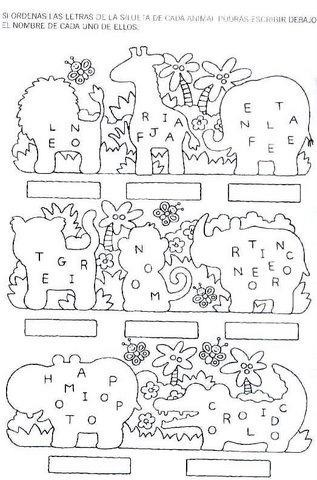 SI ORDENAS LAS LETRAS DE LA SILUETA DE CADA ANIMAL PODRÁS ESCRIBIR DEBAJO
EL NOMBRE DE CADA UNO DE ELLOS.
L N
E O
R I A
F J A
E T A
N L E
F E
T G R
E I
N
O O
M
R T I N C
N E E O
O R
H A P
M I O P
T O
C R O I C
O L D O